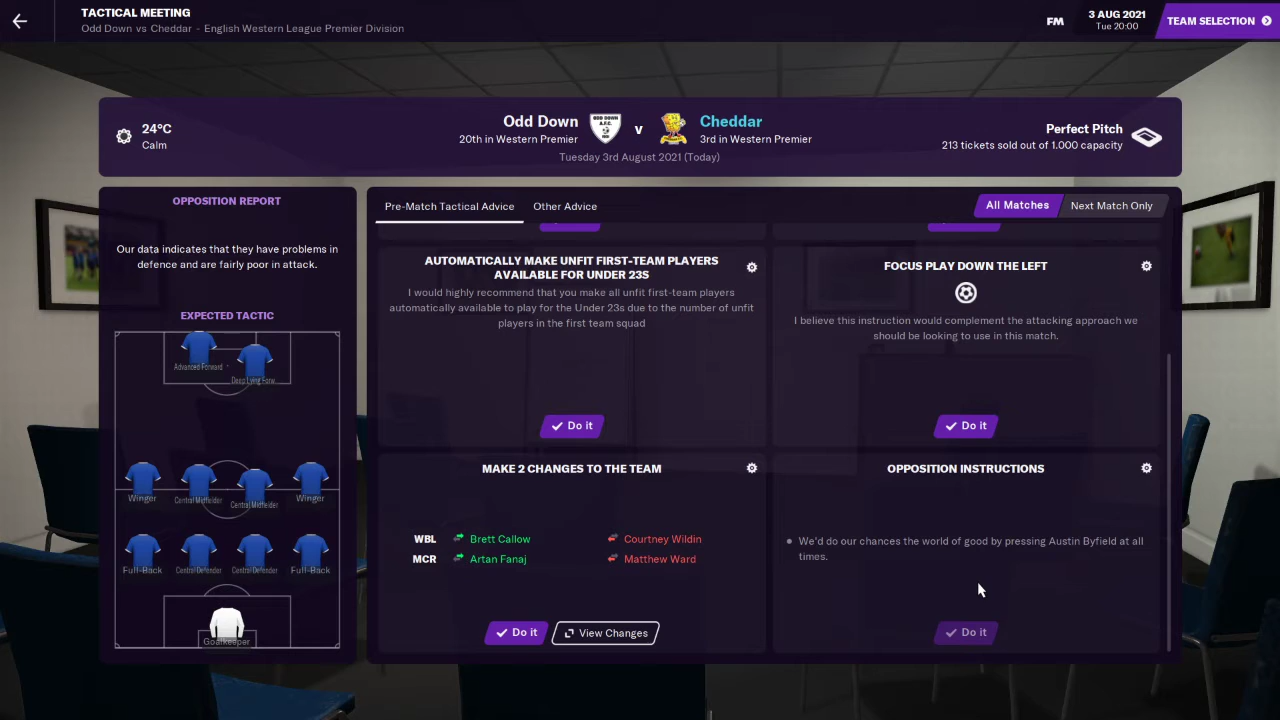 TACTICAL MEETING
Odd Down vs Cheddar - English Western League Premier Division
FM
3 AUG 2021
Tue 20:00
TEAM SELECTION
24°C
Calm
Odd Down
20th in Western Premier
ODD DOWN
A.F.C.
v
Cheddar
3rd in Western Premier
Tuesday 3rd August 2021 (Today)
Perfect Pitch
213 tickets sold out of 1.000 capacity
OPPOSITION REPORT
Our data indicates that they have problems in
defence and are fairly poor in attack.
EXPECTED TACTIC
Advanced Forward
Deep Lying Forw...
Winger
Central Midfielder
Central Midfielder
Winger
Full-Back
Central Defender
Central Defender
Full-Back
Goalkeeper
Pre-Match Tactical Advice
Other Advice
All Matches
Next Match Only
AUTOMATICALLY MAKE UNFIT FIRST-TEAM PLAYERS
AVAILABLE FOR UNDER 23S
I would highly recommend that you make all unfit first-team players
automatically available to play for the Under 23s due to the number of unfit
players in the first team squad
Do it
FOCUS PLAY DOWN THE LEFT
I believe this instruction would complement the attacking approach we
should be looking to use in this match.
Do it
MAKE 2 CHANGES TO THE TEAM
WBL Brett Callow Courtney Wildin
MCR Artan Fanaj Matthew Ward
Do it
View Changes
OPPOSITION INSTRUCTIONS
We'd do our chances the world of good by pressing Austin Byfield at all
times.
Do it